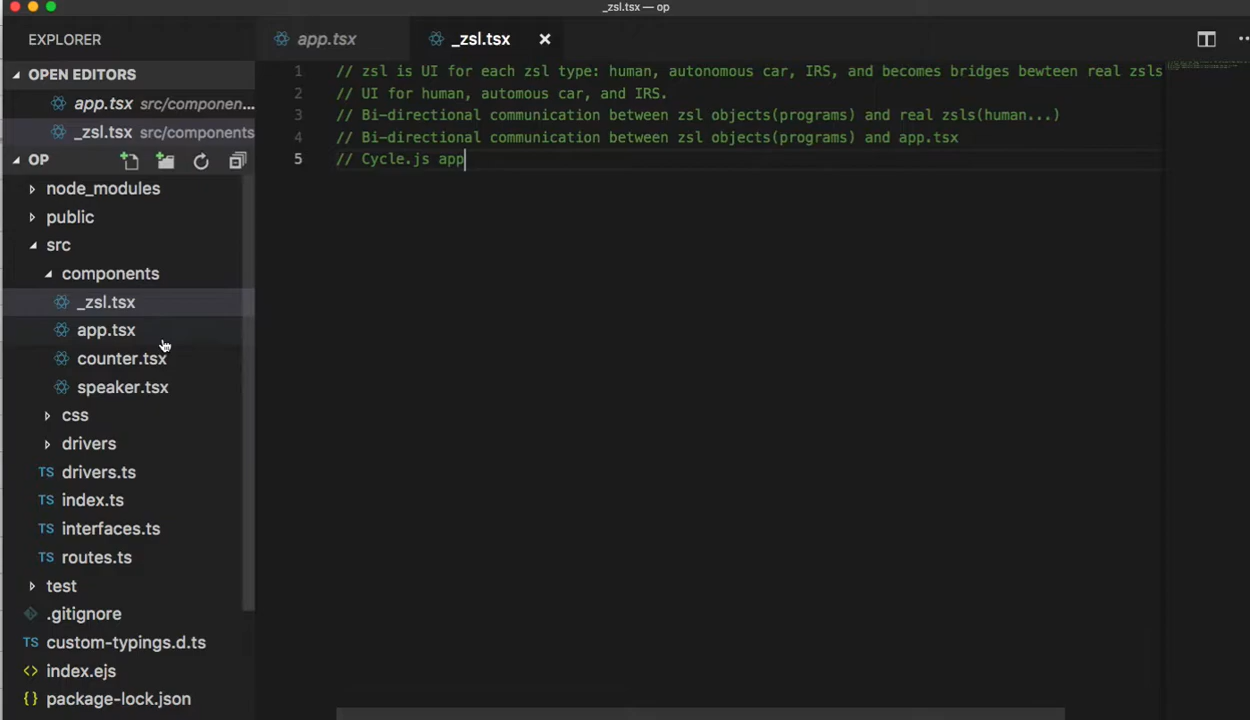 _zsl.tsx — op
EXPLORER
app.tsx
_zsl.tsx
OPEN EDITORS
app.tsx src/componen...
_zsl.tsx src/components
OP
node_modules
public
src
components
_zsl.tsx
app.tsx
counter.tsx
speaker.tsx
css
drivers
TS drivers.ts
TS index.ts
TS interfaces.ts
TS routes.ts
test
.gitignore
TS custom-typings.d.ts
<> index.ejs
{} package-lock.json
1 // zsl is UI for each zsl type: human, autonomous car, IRS, and becomes bridges bewteen real zsls
2 // UI for human, automous car, and IRS.
3 // Bi-directional communication between zsl objects(programs) and real zsls(human...)
4 // Bi-directional communication between zsl objects(programs) and app.tsx
5 // Cycle.js app